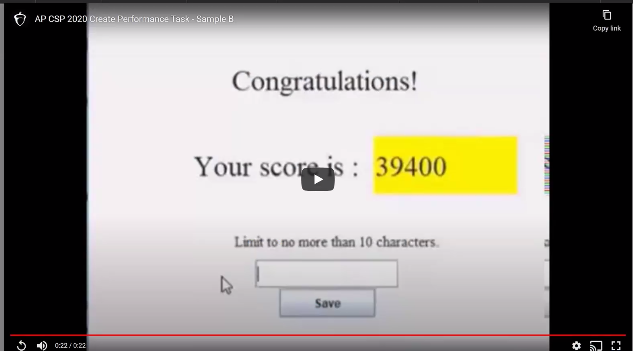 AP CSP 2020 Create Performance Task - Sample B
Copy link
Congratulations!
Your score is : 39400
Limit to no more than 10 characters.
Save
0:22 / 0:22